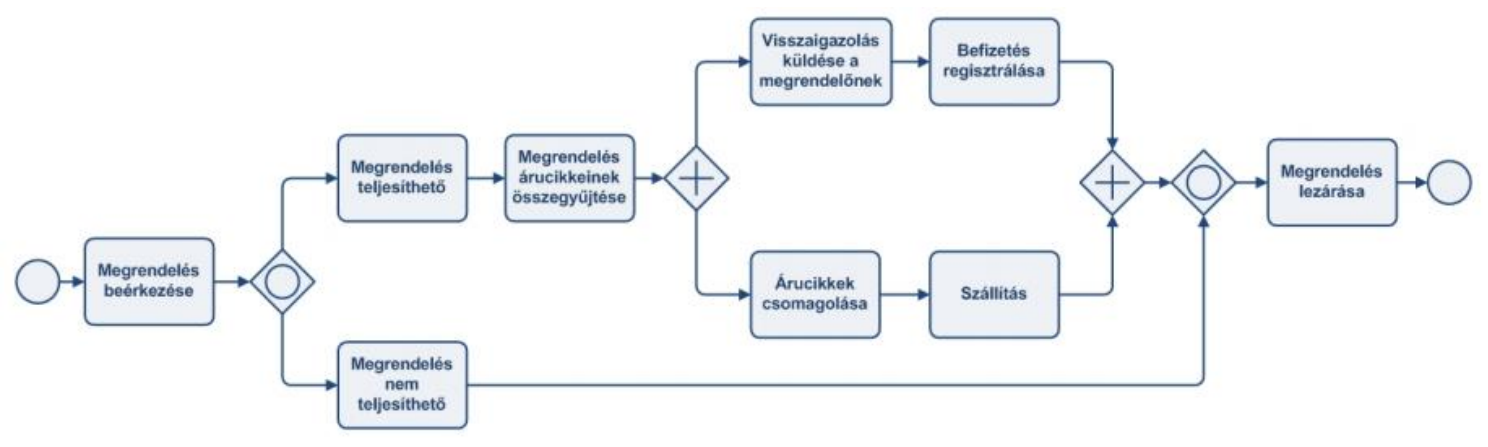 Megrendelés
beérkezése
Megrendelés
teljesíthető
Megrendelés
árucikkeinek
összegyűjtése
Visszaigazolás
küldése a
megrendelőnek
Befizetés
regisztrálása
Árucikkek
csomagolása
Szállítás
Megrendelés
nem
teljesíthető
Megrendelés
lezárása